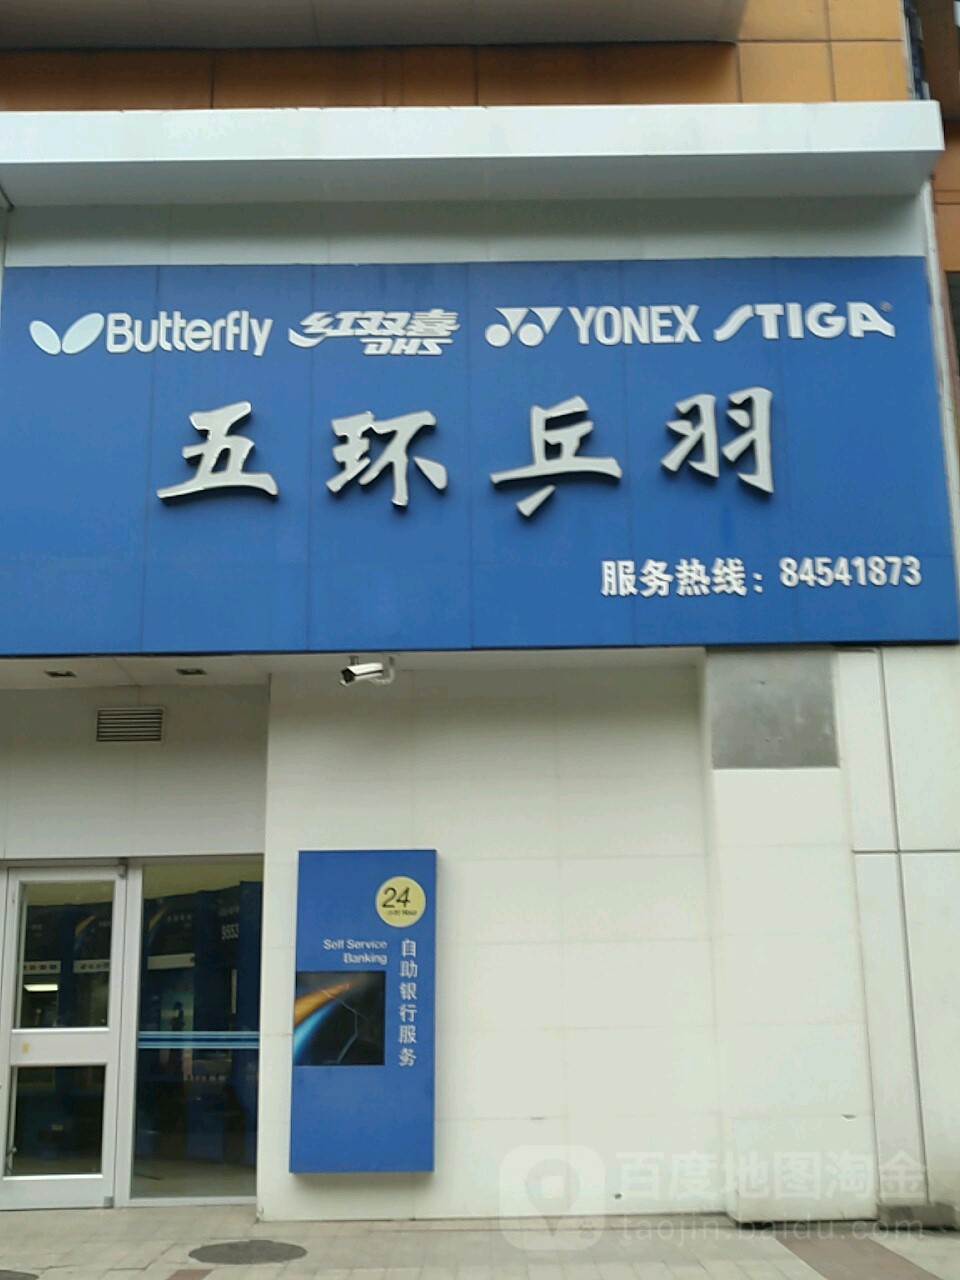 Butterfly 红双喜 DHS YONEX STIGA
五环乒羽
服务热线：84541873
24
Self Service
Banking
自助银行服务
百度地图淘金
taojin.baidu.com